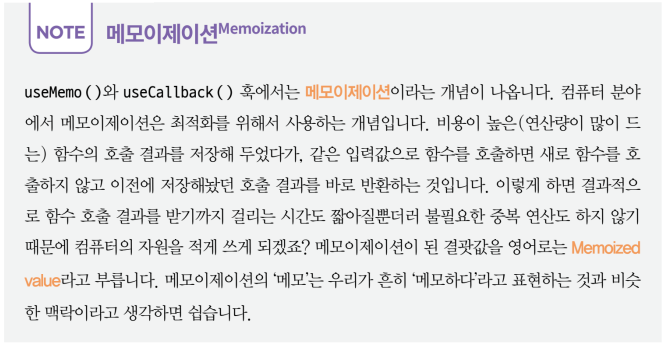 NOTE 메모이제이션Memoization
useMemo()와 useCallback() 훅에서는 메모이제이션이라는 개념이 나옵니다. 컴퓨터 분야
에서 메모이제이션은 최적화를 위해서 사용하는 개념입니다. 비용이 높은(연산량이 많이 드
는) 함수의 호출 결과를 저장해 두었다가, 같은 입력값으로 함수를 호출하면 새로 함수를 호
출하지 않고 이전에 저장해놨던 호출 결과를 바로 반환하는 것입니다. 이렇게 하면 결과적으
로 함수 호출 결과를 받기까지 걸리는 시간도 짧아질뿐더러 불필요한 중복 연산도 하지 않기
때문에 컴퓨터의 자원을 적게 쓰게 되겠죠? 메모이제이션이 된 결괏값을 영어로는 Memoized
value라고 부릅니다. 메모이제이션의 ‘메모’는 우리가 흔히 ‘메모하다’라고 표현하는 것과 비슷
한 맥락이라고 생각하면 쉽습니다.